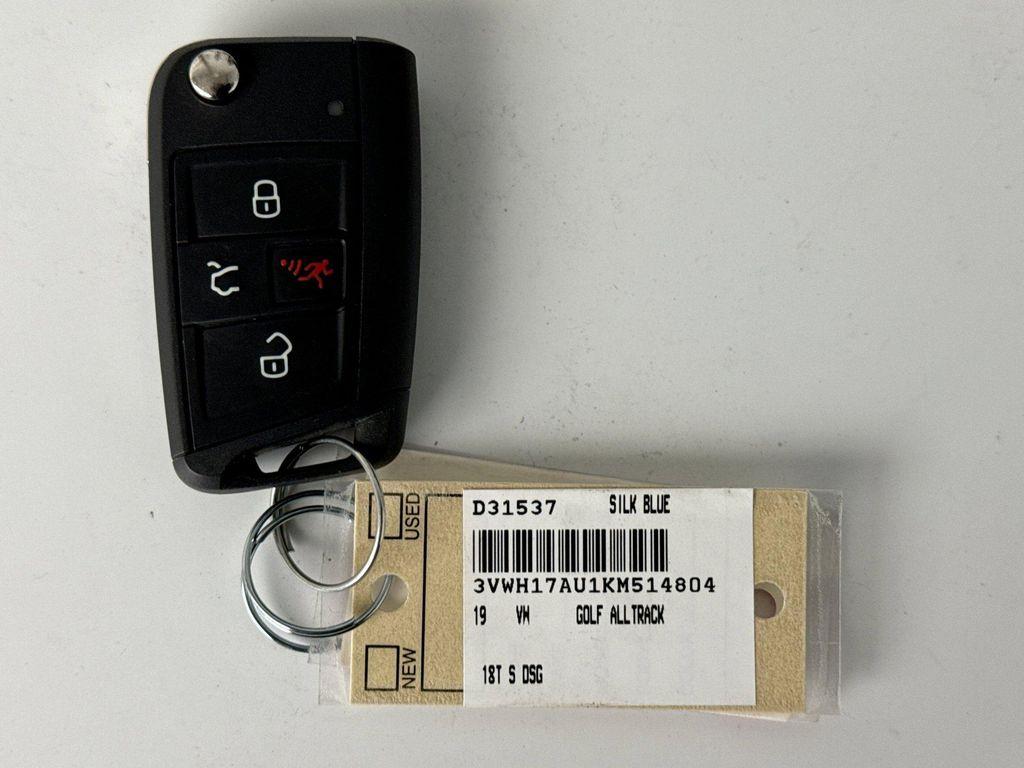 USED
D31537 SILK BLUE
3VWH17AU1KM514804
19 VW GOLF ALLTRACK
NEW
18T S DSG